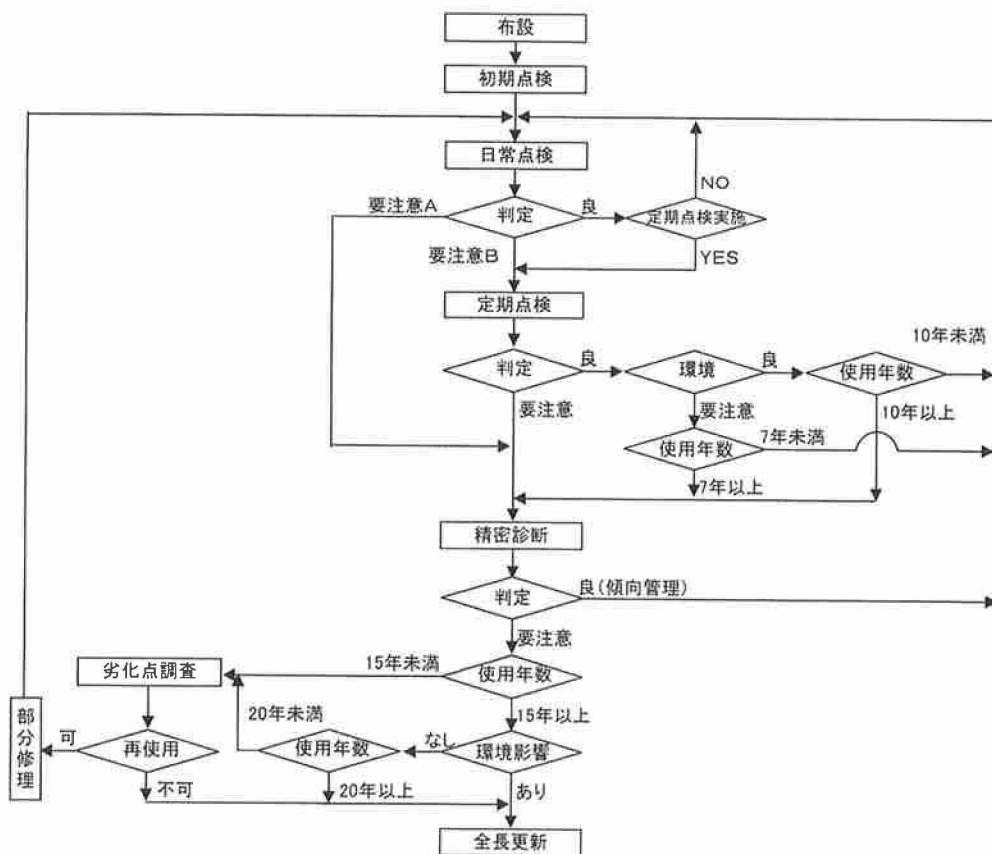 布設
初期点検
日常点検
NO
要注意A
判定
良
定期点検実施
要注意B
YES
定期点検
10年未満
判定
良
環境
良
使用年数
要注意
要注意
10年以上
7年未満
使用年数
7年以上
精密診断
判定
良(傾向管理)
要注意
15年未満
使用年数
劣化点調査
20年未満
15年以上
部分修理
可
再使用
使用年数
なし
環境影響
不可
20年以上
あり
全長更新